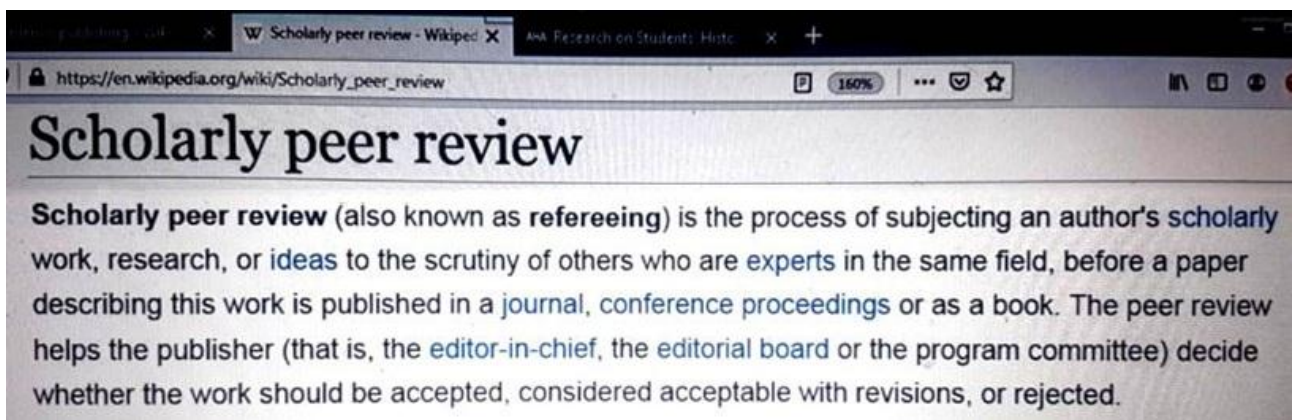 W Scholarly peer review - Wikiped X AHA Research on Students Histo × +
https://en.wikipedia.org/wiki/Scholarly_peer_review 160%
Scholarly peer review
Scholarly peer review (also known as refereeing) is the process of subjecting an author's scholarly
work, research, or ideas to the scrutiny of others who are experts in the same field, before a paper
describing this work is published in a journal, conference proceedings or as a book. The peer review
helps the publisher (that is, the editor-in-chief, the editorial board or the program committee) decide
whether the work should be accepted, considered acceptable with revisions, or rejected.